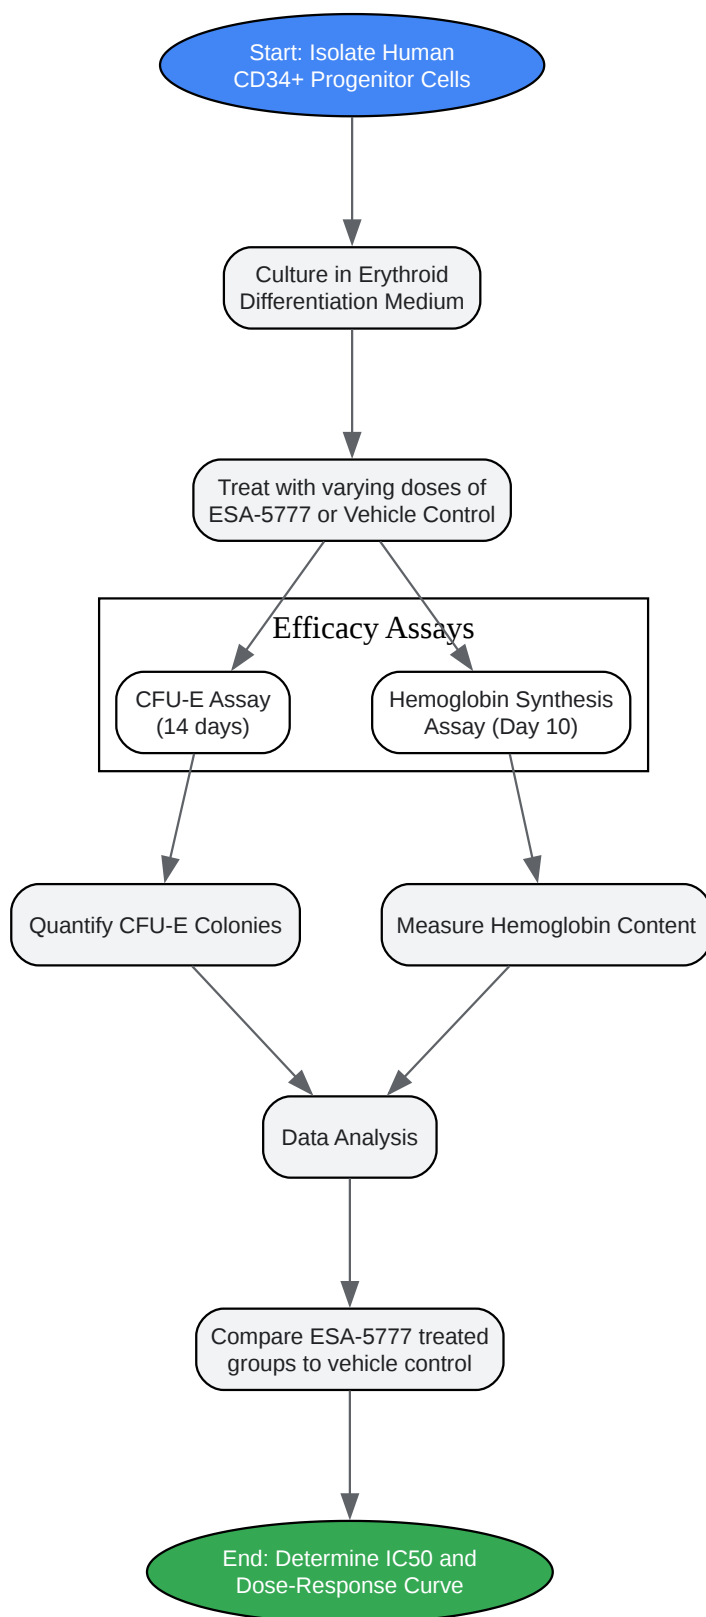 Start: Isolate Human
CD34+ Progenitor Cells
Culture in Erythroid
Differentiation Medium
Treat with varying doses of
ESA-5777 or Vehicle Control
Efficacy Assays
CFU-E Assay
(14 days)
Hemoglobin Synthesis
Assay (Day 10)
Quantify CFU-E Colonies
Measure Hemoglobin Content
Data Analysis
Compare ESA-5777 treated
groups to vehicle control
End: Determine IC50 and
Dose-Response Curve